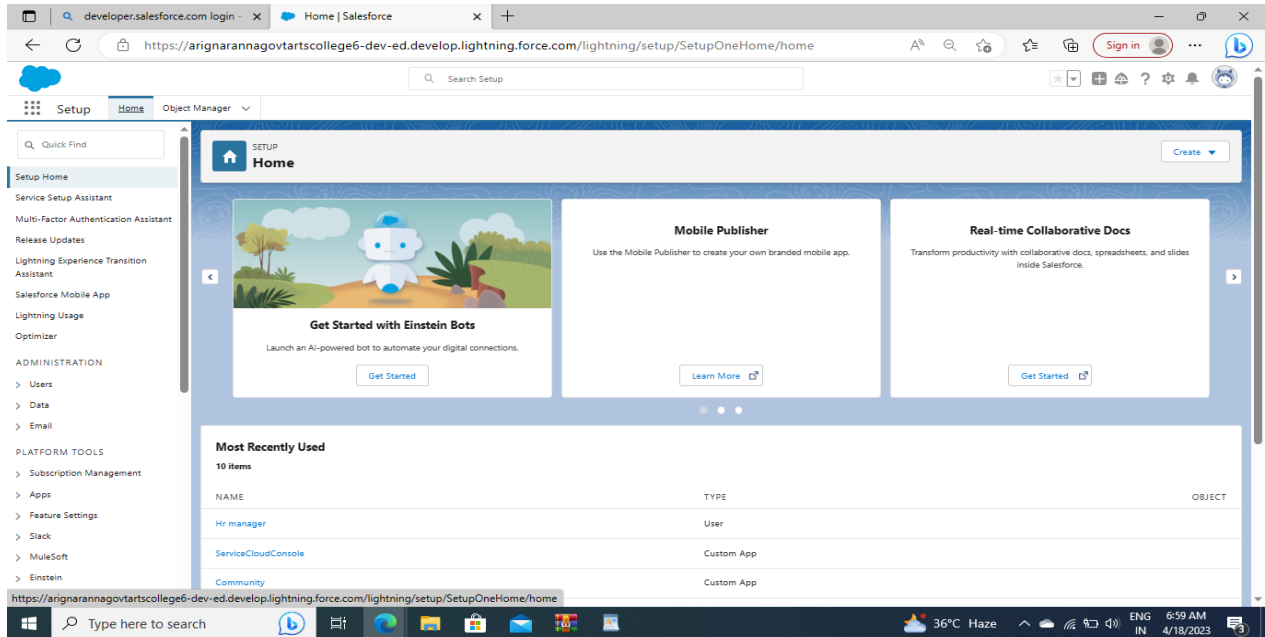 developer.salesforce.com login -
Home | Salesforce
https://arignarannagovtartscollege6-dev-ed.develop.lightning.force.com/lightning/setup/SetupOneHome/home
Sign in
Search Setup
Setup
Home
Object Manager
Quick Find
Setup Home
Service Setup Assistant
Multi-Factor Authentication Assistant
Release Updates
Lightning Experience Transition
Assistant
Salesforce Mobile App
Lightning Usage
Optimizer
ADMINISTRATION
Users
Data
Email
PLATFORM TOOLS
Subscription Management
Apps
Feature Settings
Slack
MuleSoft
Einstein
SETUP
Home
Create
Get Started with Einstein Bots
Launch an AI-powered bot to automate your digital connections.
Get Started
Mobile Publisher
Use the Mobile Publisher to create your own branded mobile app.
Learn More
Real-time Collaborative Docs
Transform productivity with collaborative docs, spreadsheets, and slides
inside Salesforce.
Get Started
Most Recently Used
10 items
NAME TYPE OBJECT
Hr manager User
ServiceCloudConsole Custom App
Community Custom App
https://arignarannagovtartscollege6-dev-ed.develop.lightning.force.com/lightning/setup/SetupOneHome/home
Type here to search
36°C Haze
ENG
IN
6:59 AM
4/18/2023
3